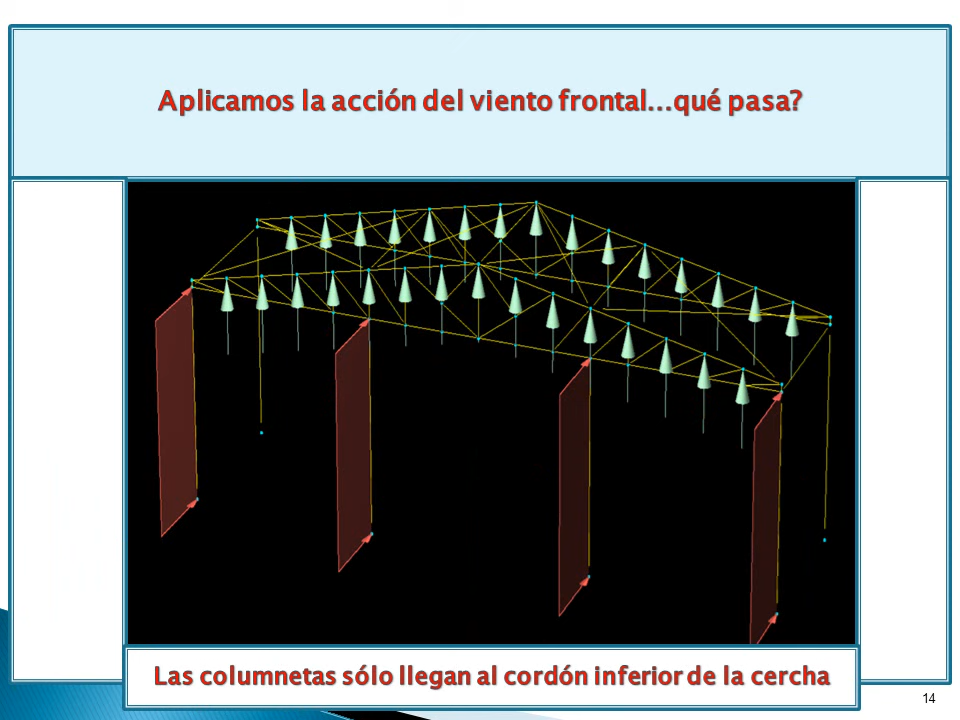 Aplicamos la acción del viento frontal...qué pasa?
Las columnetas sólo llegan al cordón inferior de la cercha
14